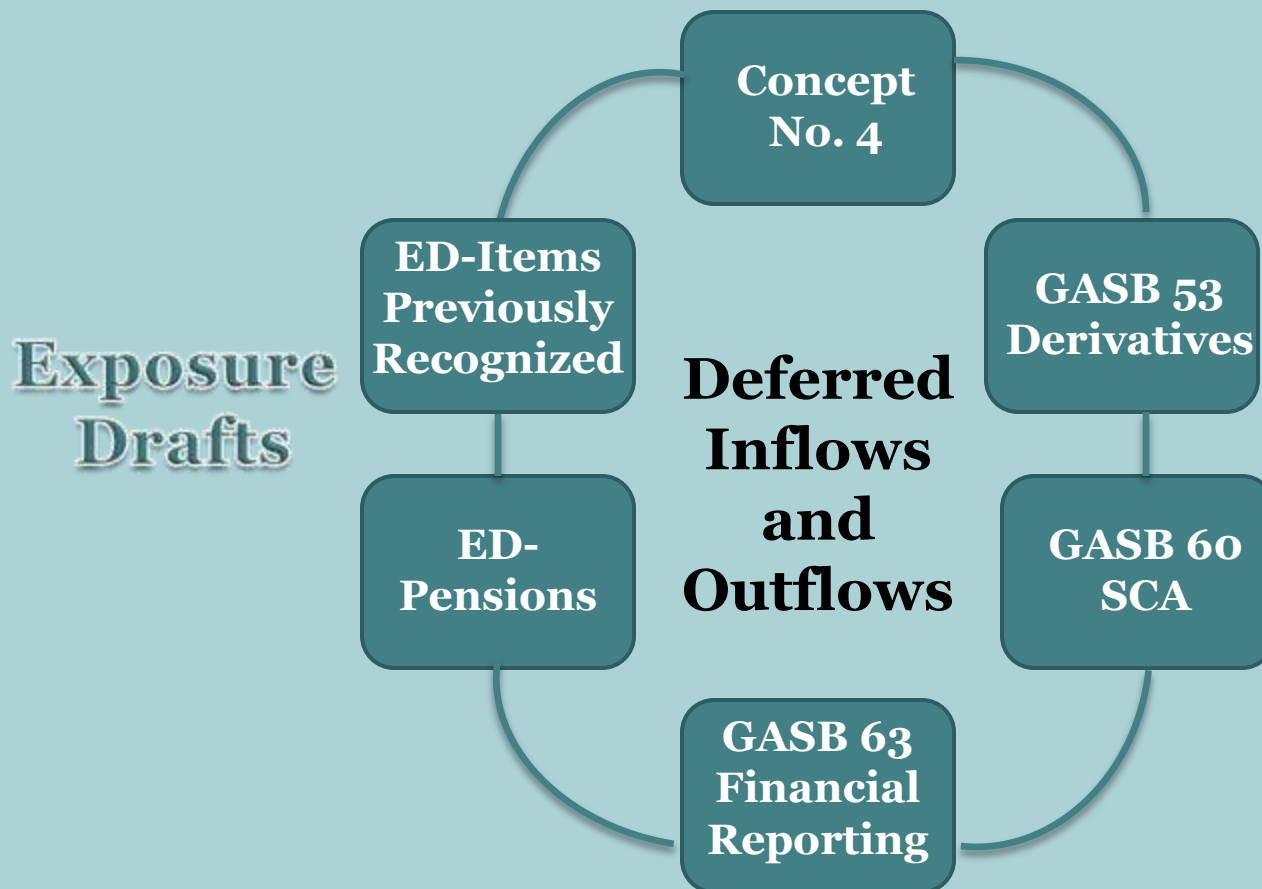 Concept
No. 4
GASB 53
Derivatives
GASB 60
SCA
GASB 63
Financial
Reporting
ED-
Pensions
ED-Items
Previously
Recognized
Deferred
Inflows
and
Outflows
Exposure
Drafts